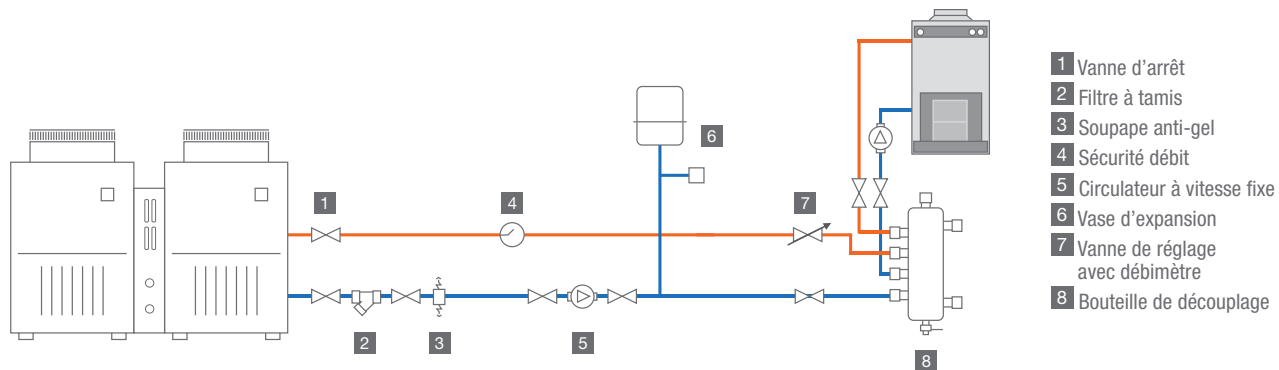 6
1
4
7
2
3
5
8
1 Vanne d'arrêt
2 Filtre à tamis
3 Soupape anti-gel
4 Sécurité débit
5 Circulateur à vitesse fixe
6 Vase d'expansion
7 Vanne de réglage
avec débimètre
8 Bouteille de découplage